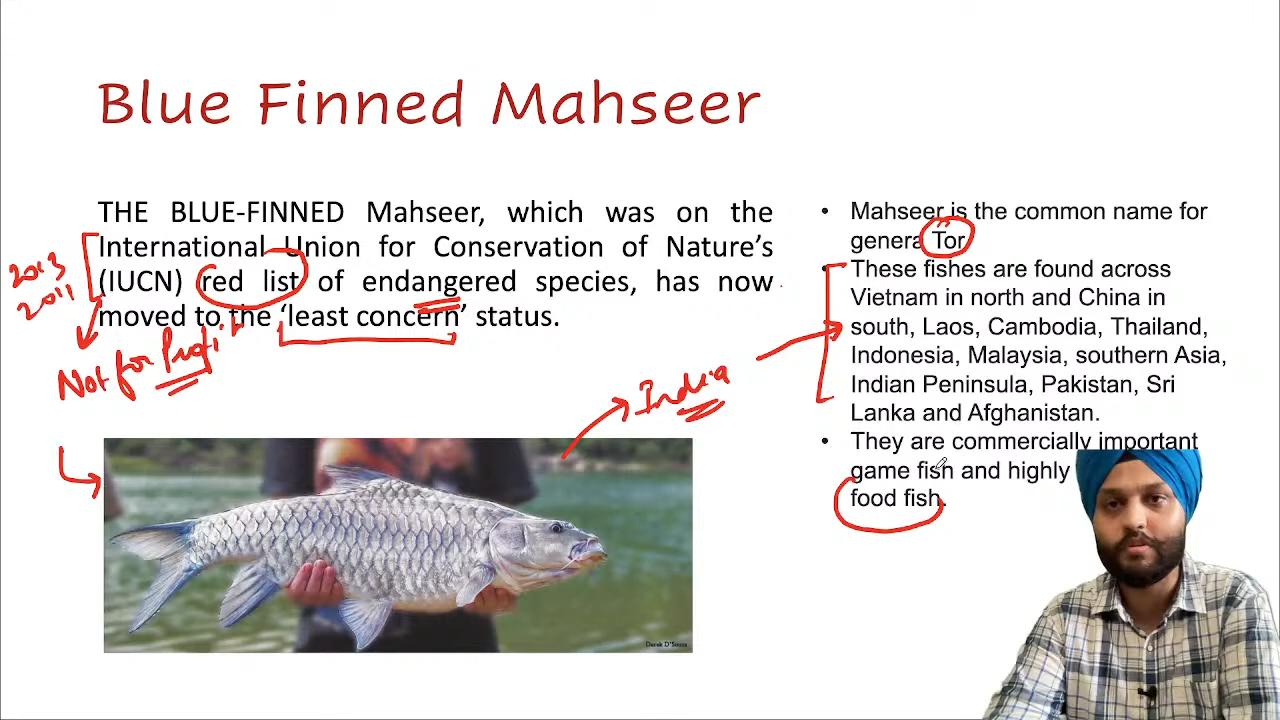 Blue Finned Mahseer
THE BLUE-FINNED Mahseer, which was on the
International Union for Conservation of Nature's
(IUCN) red list of endangered species, has now
moved to the 'least concern' status.
2013
2011
Not for Profit
India
• Mahseer is the common name for
genera Tor
• These fishes are found across
Vietnam in north and China in
south, Laos, Cambodia, Thailand,
Indonesia, Malaysia, southern Asia,
Indian Peninsula, Pakistan, Sri
Lanka and Afghanistan.
• They are commercially important
game fish and highly
food fish.
Derek D'Souza